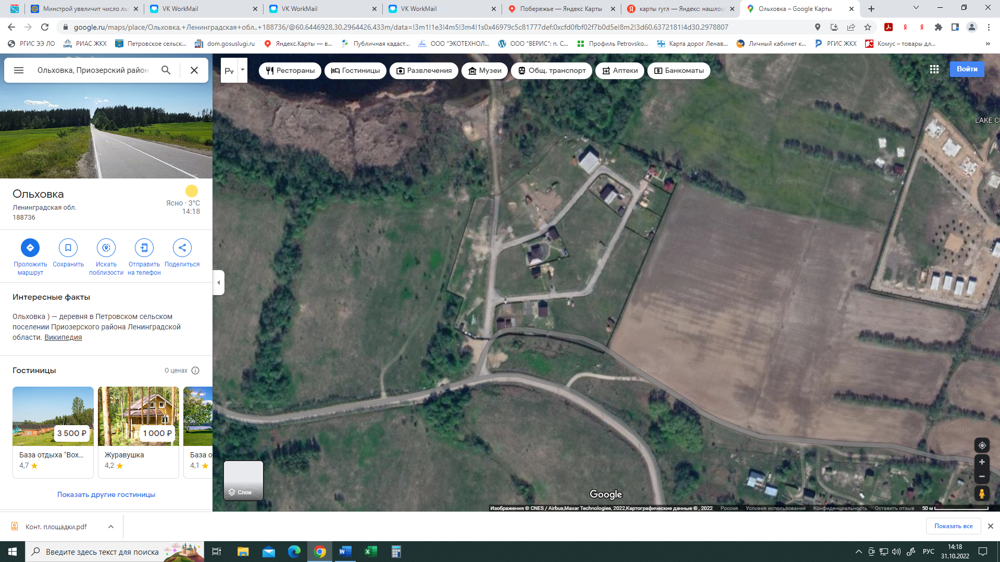 Минстрой увеличит число ль
VK WorkMail
VK WorkMail
VK WorkMail
Побережье — Яндекс Карты
карты гугл — Яндекс: нашлось
Ольховка – Google Карты
google.ru/maps/place/Ольховка,+Ленинградская+обл.,+188736/@60.6446928,30.2964426,433m/data=!3m1!1e3!4m5!3m4!1s0x46979c5c81777def:0xcfd0fbf02f7b0d5e!8m2!3d60.6372181!4d30.2978807
РГИС ЭЭ ЛО
РИАС ЖКХ
Петровское сельск...
dom.gosuslugi.ru
Яндекс.Карты — в...
Публичная кадаст...
ООО "ЭКОТЕХНОЛ...
ООО "ВЕРИС": п. С...
Профиль Petrovsko...
Карта дорог Ленав...
Личный кабинет к...
РГИС ЖКХ
Комус – товары дл...
Ольховка, Приозерский район
Ру
Рестораны
Гостиницы
Развлечения
Музеи
Общ. транспорт
Аптеки
Банкоматы
Войти
LAKE C
Ольховка
Ленинградская обл.
188736
Ясно · 3°C
14:18
Проложить маршрут
Сохранить
Искать поблизости
Отправить на телефон
Поделиться
Интересные факты
Ольховка ) — деревня в Петровском сельском
поселении Приозерского района Ленинградской
области. Википедия
Гостиницы
О ценах
3 500 ₽
1 000 ₽
База отдыха "Вох...
Журавушка
База о
4,7
4,2
4,1
Показать другие гостиницы
Слои
Google
Изображения © CNES / Airbus,Maxar Technologies, 2022,Картографические данные © , 2022
Россия
Условия использования
Конфиденциальность
Оставить отзыв
50 м
Конт. площадки.pdf
Показать все
Введите здесь текст для поиска
РУС
14:18
31.10.2022